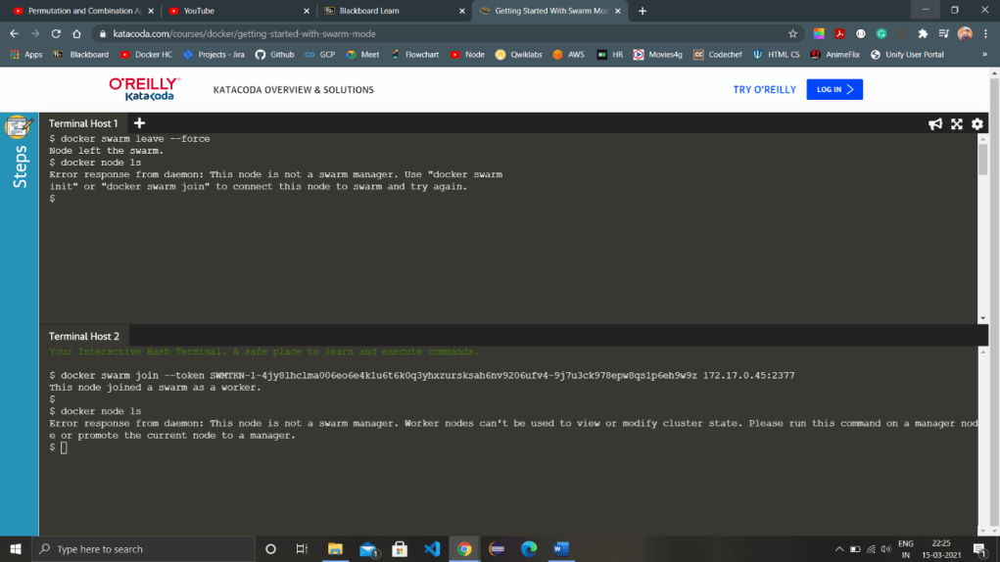 Permutation and Combination Ap
YouTube
Blackboard Learn
Getting Started With Swarm Mod
katacoda.com/courses/docker/getting-started-with-swarm-mode
Apps Blackboard Docker HC Projects - Jira Github GCP Meet Flowchart Node Qwiklabs AWS HR Movies4g Codechef HTML CS AnimeFlix Unify User Portal
O'REILLY
KataCoda
KATACODA OVERVIEW & SOLUTIONS
TRY O'REILLY
LOG IN
Steps
Terminal Host 1
$ docker swarm leave --force
Node left the swarm.
$ docker node ls
Error response from daemon: This node is not a swarm manager. Use "docker swarm
init" or "docker swarm join" to connect this node to swarm and try again.
$
Terminal Host 2
Your Interactive Bash Terminal. A safe place to learn and execute commands.
$ docker swarm join --token 172.17.0.45:2377
This node joined a swarm as a worker.
$
$ docker node ls
Error response from daemon: This node is not a swarm manager. Worker nodes can't be used to view or modify cluster state. Please run this command on a manager nod
e or promote the current node to a manager.
$
Type here to search
1
ENG
IN
22:25
15-03-2021
1